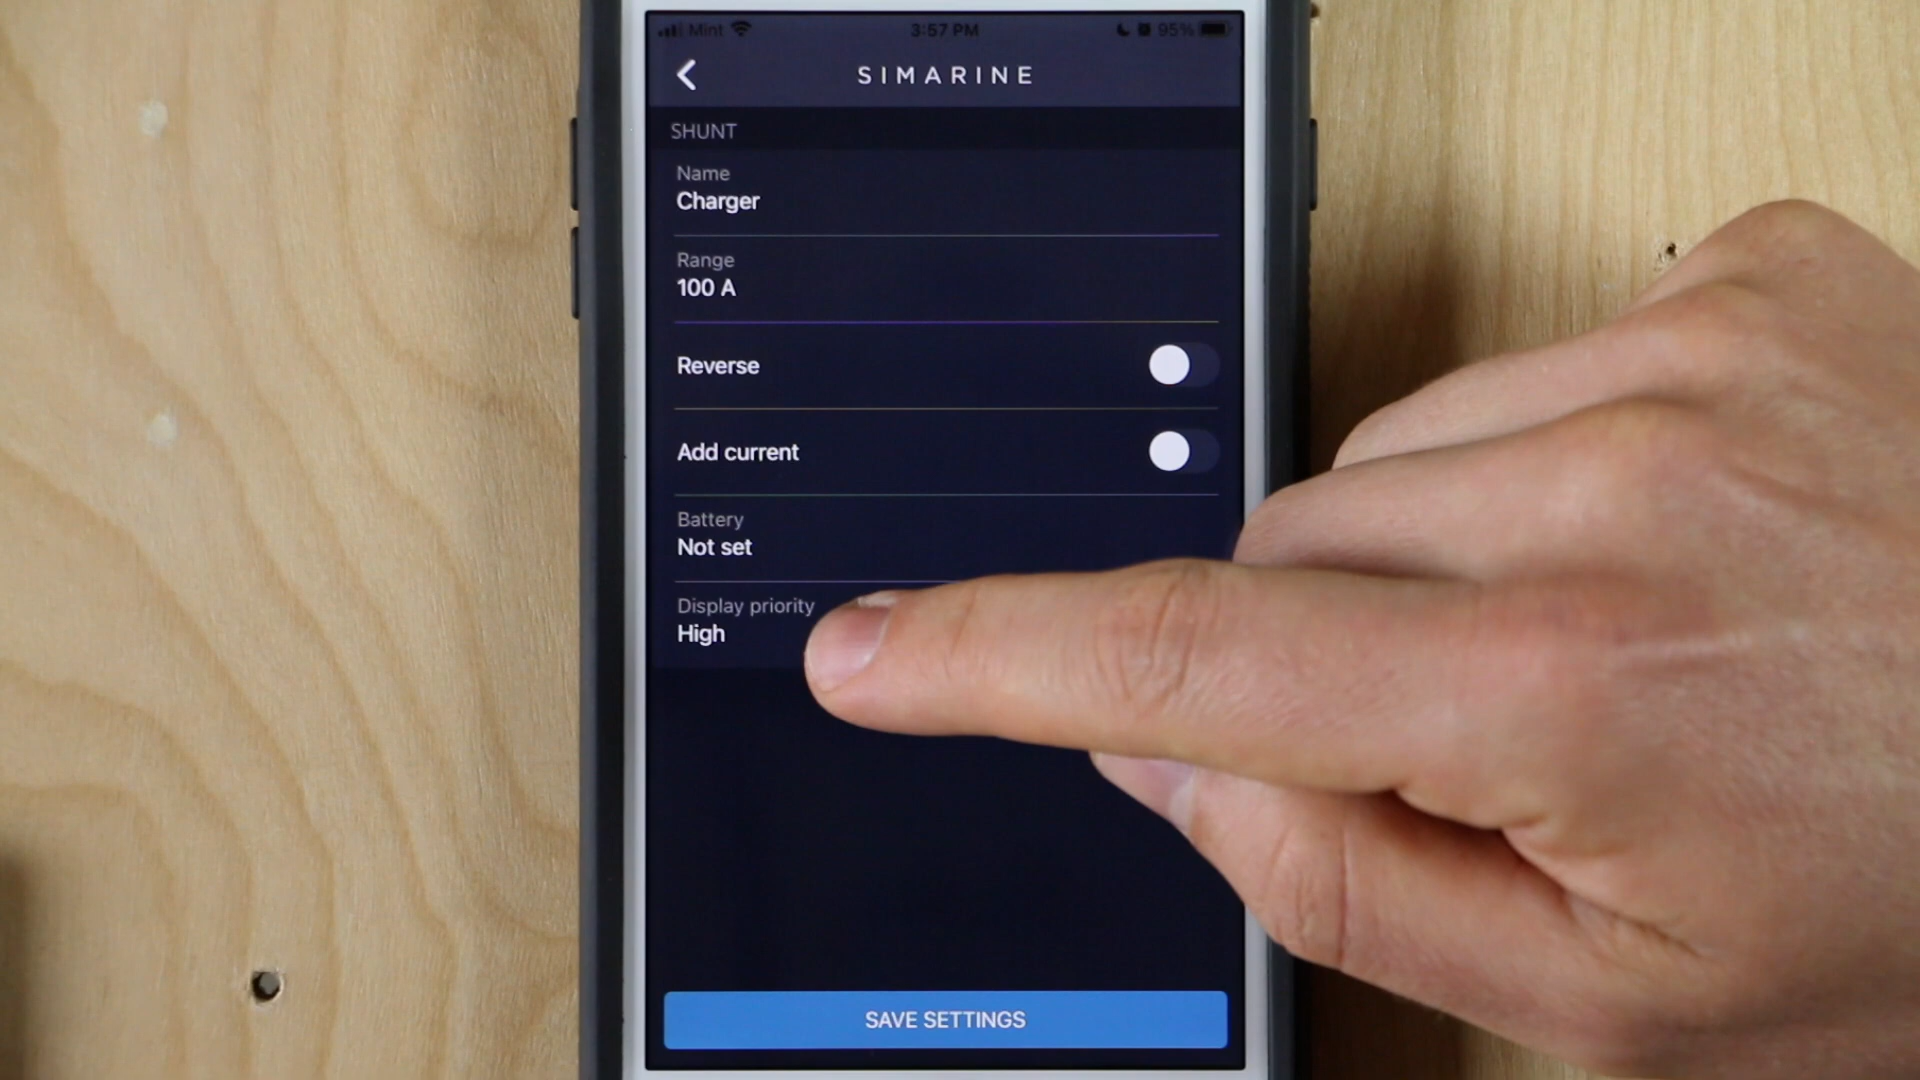 Mint 3:57 PM 95%
SIMARINE
SHUNT
Name
Charger
Range
100 A
Reverse
Add current
Battery
Not set
Display priority
High
SAVE SETTINGS